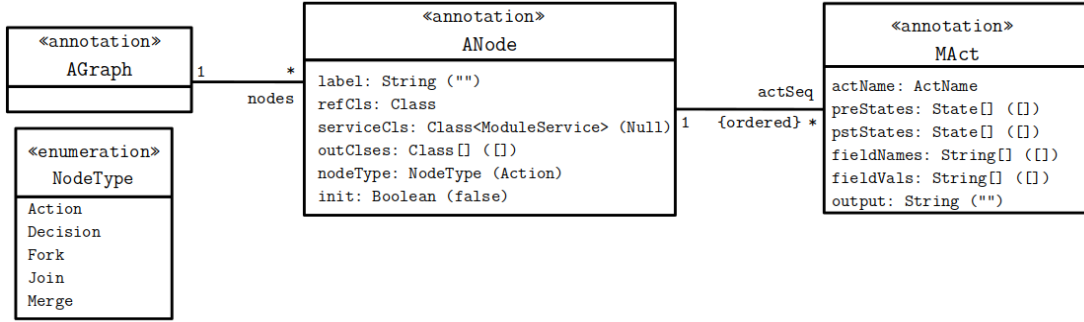 «annotation»
AGraph
1
*
nodes
«enumeration»
NodeType
Action
Decision
Fork
Join
Merge
«annotation»
ANode
label: String ("")
refCls: Class
serviceCls: Class<ModuleService> (Null)
outClses: Class[] ([])
nodeType: NodeType (Action)
init: Boolean (false)
actSeq
1
{ordered} *
«annotation»
MAct
actName: ActName
preStates: State[] ([])
pstStates: State[] ([])
fieldNames: String[] ([])
fieldVals: String[] ([])
output: String ("")